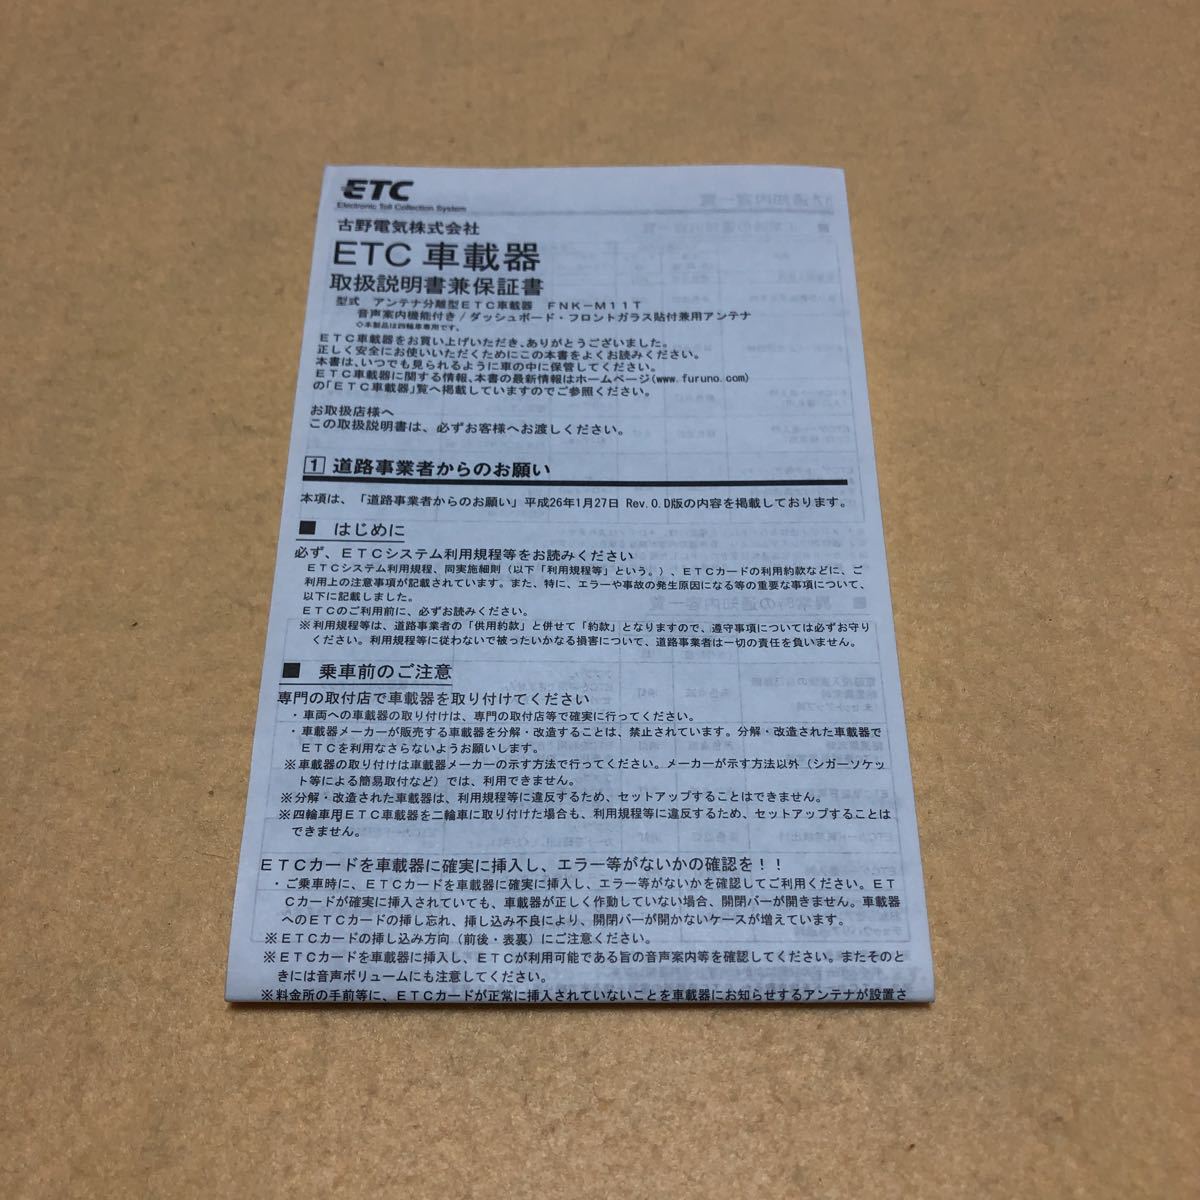 ETC
Electronic Toll Collection System
古野電気株式会社
ETC 車載器
取扱説明書兼保証書
型式　アンテナ分離型ETC車載器　FNK-M11T
音声案内機能付き/ダッシュボード・フロントガラス貼付兼用アンテナ
◇本製品は四輪車専用です。
ETC車載器をお買い上げいただき、ありがとうございました。
正しく安全にお使いいただくためにこの本書をよくお読みください。
本書は、いつでも見られるように車の中に保管してください。
ETC車載器に関する情報、本書の最新情報はホームページ(www.furuno.com)
の「ETC車載器」覧へ掲載していますのでご参照ください。
お取扱店様へ
この取扱説明書は、必ずお客様へお渡しください。
1 道路事業者からのお願い
本項は、「道路事業者からのお願い」平成26年1月27日 Rev.0.D版の内容を掲載しております。
■　はじめに
必ず、ETCシステム利用規程等をお読みください
ETCシステム利用規程、同実施細則（以下「利用規程等」という。）、ETCカードの利用約款などに、ご
利用上の注意事項が記載されています。また、特に、エラーや事故の発生原因になる等の重要な事項について、
以下に記載しました。
ETCのご利用前に、必ずお読みください。
※利用規程等は、道路事業者の「供用約款」と併せて「約款」となりますので、遵守事項については必ずお守り
ください。利用規程等に従わないで被ったいかなる損害について、道路事業者は一切の責任を負いません。
■　乗車前のご注意
専門の取付店で車載器を取り付けてください
・車両への車載器の取り付けは、専門の取付店等で確実に行ってください。
・車載器メーカーが販売する車載器を分解・改造することは、禁止されています。分解・改造された車載器で
ETCを利用なさらないようお願いします。
※車載器の取り付けは車載器メーカーの示す方法で行ってください。メーカーが示す方法以外（シガーソケッ
ト等による簡易取付など）では、利用できません。
※分解・改造された車載器は、利用規程等に違反するため、セットアップすることはできません。
※四輪車用ETC車載器を二輪車に取り付けた場合も、利用規程等に違反するため、セットアップすることは
できません。
ETCカードを車載器に確実に挿入し、エラー等がないかの確認を！！
・ご乗車時に、ETCカードを車載器に確実に挿入し、エラー等がないかを確認してご利用ください。ET
Cカードが確実に挿入されていても、車載器が正しく作動していない場合、開閉バーが開きません。車載器
へのETCカードの挿し忘れ、挿し込み不良により、開閉バーが開かないケースが増えています。
※ETCカードの挿し込み方向（前後・表裏）にご注意ください。
※ETCカードを車載器に挿入し、ETCが利用可能である旨の音声案内等を確認してください。またそのと
きには音声ボリュームにも注意してください。
※料金所の手前等に、ETCカードが正常に挿入されていないことを車載器にお知らせするアンテナが設置さ